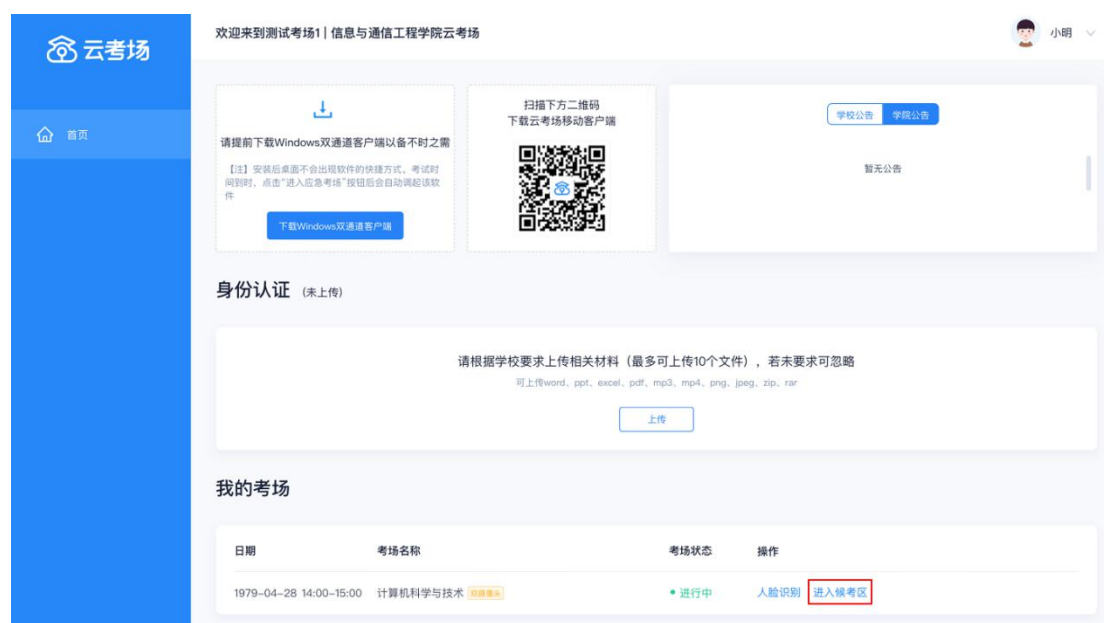 云考场
首页
欢迎来到测试考场1 | 信息与通信工程学院云考场
小明
请提前下载Windows双通道客户端以备不时之需
【注】安装后桌面不会出现软件的快捷方式，考试时
间到时，点击“进入应急考场”按钮后会自动调起该软
件
下载Windows双通道客户端
扫描下方二维码
下载云考场移动客户端
学校公告 学院公告
暂无公告
身份认证 (未上传)
请根据学校要求上传相关材料（最多可上传10个文件），若未要求可忽略
可上传word、ppt、excel、pdf、mp3、mp4、png、jpeg、zip、rar
上传
我的考场
日期 考场名称 考场状态 操作
1979-04-28 14:00-15:00 计算机科学与技术 双摄像头 进行中 人脸识别 进入候考区